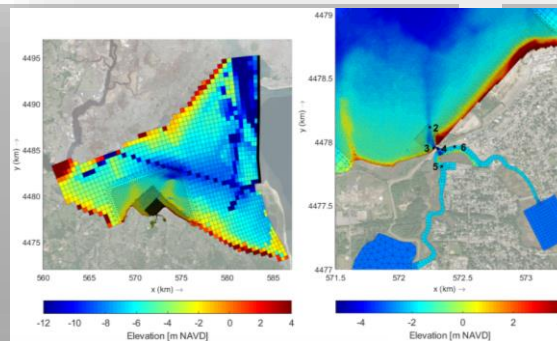 4495
4490
4485
4480
4475
y (km) →
560 565 570 575 580 585
x (km) →
-12 -10 -8 -6 -4 -2 0 2 4
Elevation [m NAVD]
4479
4478.5
4478
4477.5
4477
y (km) →
2
3 4 6
5
571.5 572 572.5 573
x (km) →
-4 -2 0 2 4
Elevation [m NAVD]